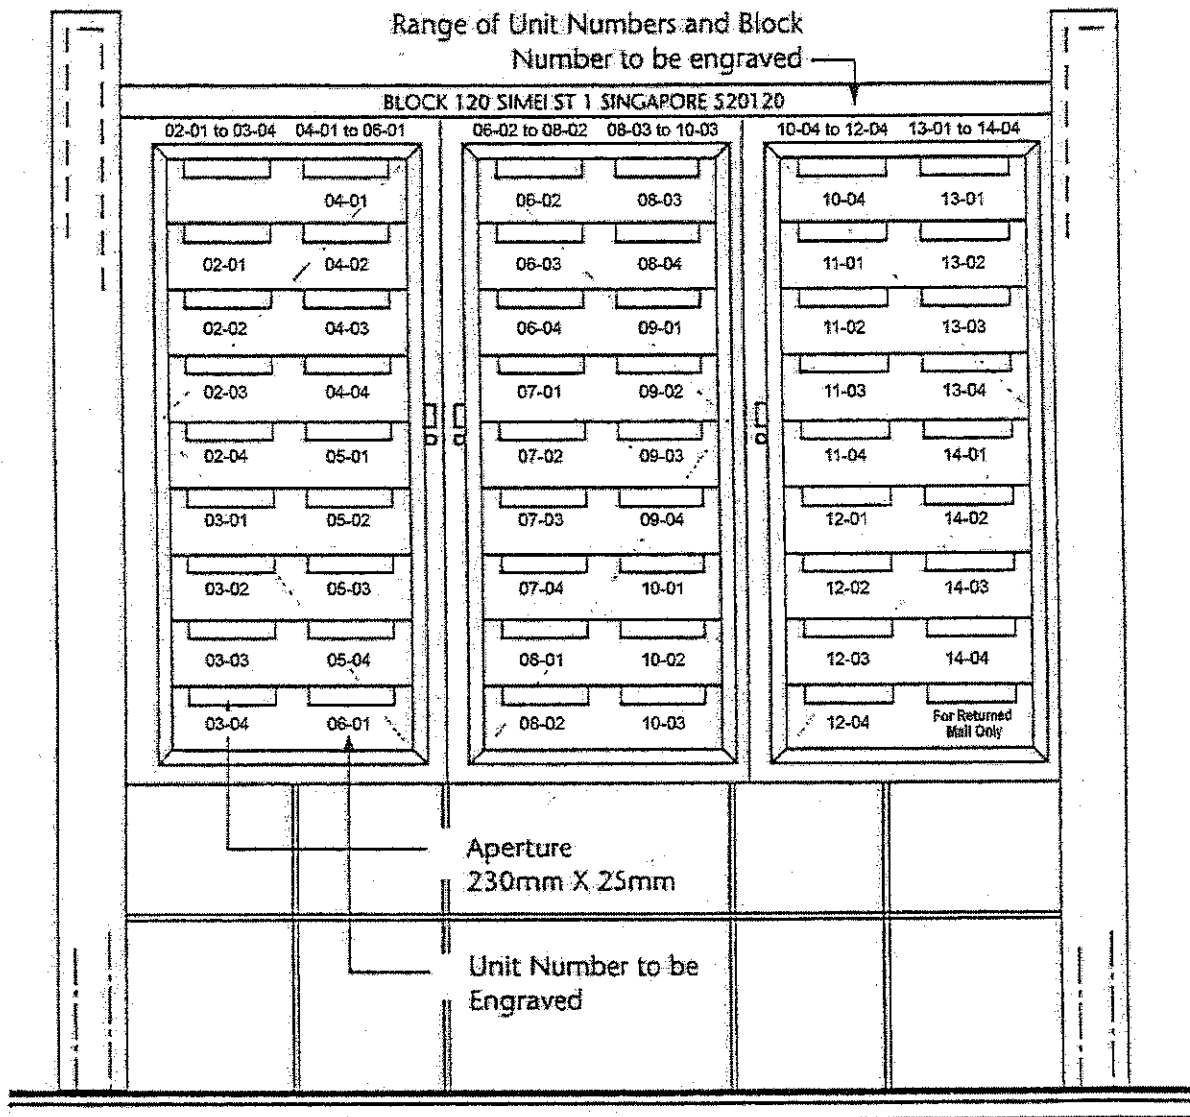 Range of Unit Numbers and Block
Number to be engraved
BLOCK 120 SIMEI ST 1 SINGAPORE 520120
02-01 to 03-04 04-01 to 06-01 06-02 to 08-02 08-03 to 10-03 10-04 to 12-04 13-01 to 14-04
04-01 06-02 08-03 10-04 13-01
02-01 04-02 06-03 08-04 11-01 13-02
02-02 04-03 06-04 09-01 11-02 13-03
02-03 04-04 07-01 09-02 11-03 13-04
02-04 05-01 07-02 09-03 11-04 14-01
03-01 05-02 07-03 09-04 12-01 14-02
03-02 05-03 07-04 10-01 12-02 14-03
03-03 05-04 08-01 10-02 12-03 14-04
03-04 06-01 08-02 10-03 12-04 For Returned
Mail Only
Aperture
230mm X 25mm
Unit Number to be
Engraved